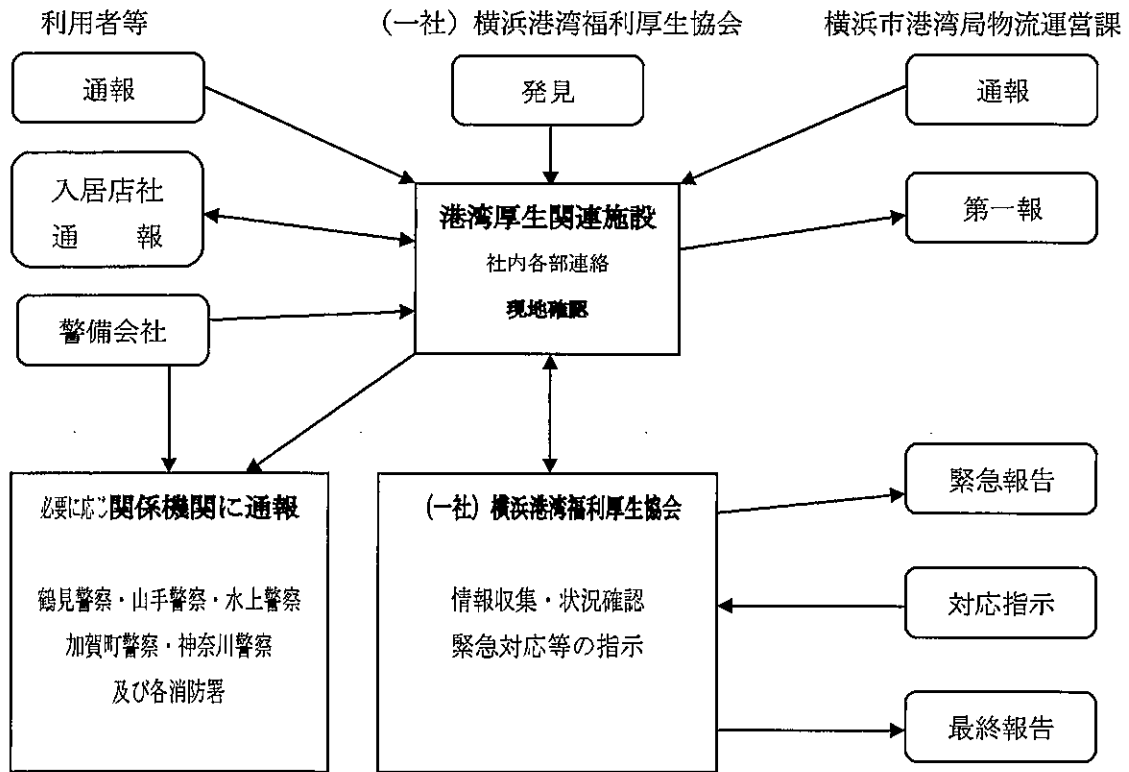 利用者等
(一社)横浜港湾福利厚生協会
横浜市港湾局物流運営課
通報
発見
通報
入居店社
通 報
港湾厚生関連施設
社内各部連絡
現地確認
第一報
警備会社
必要に応じ関係機関に通報
鶴見警察・山手警察・水上警察
加賀町警察・神奈川警察
及び各消防署
(一社)横浜港湾福利厚生協会
情報収集・状況確認
緊急対応等の指示
緊急報告
対応指示
最終報告